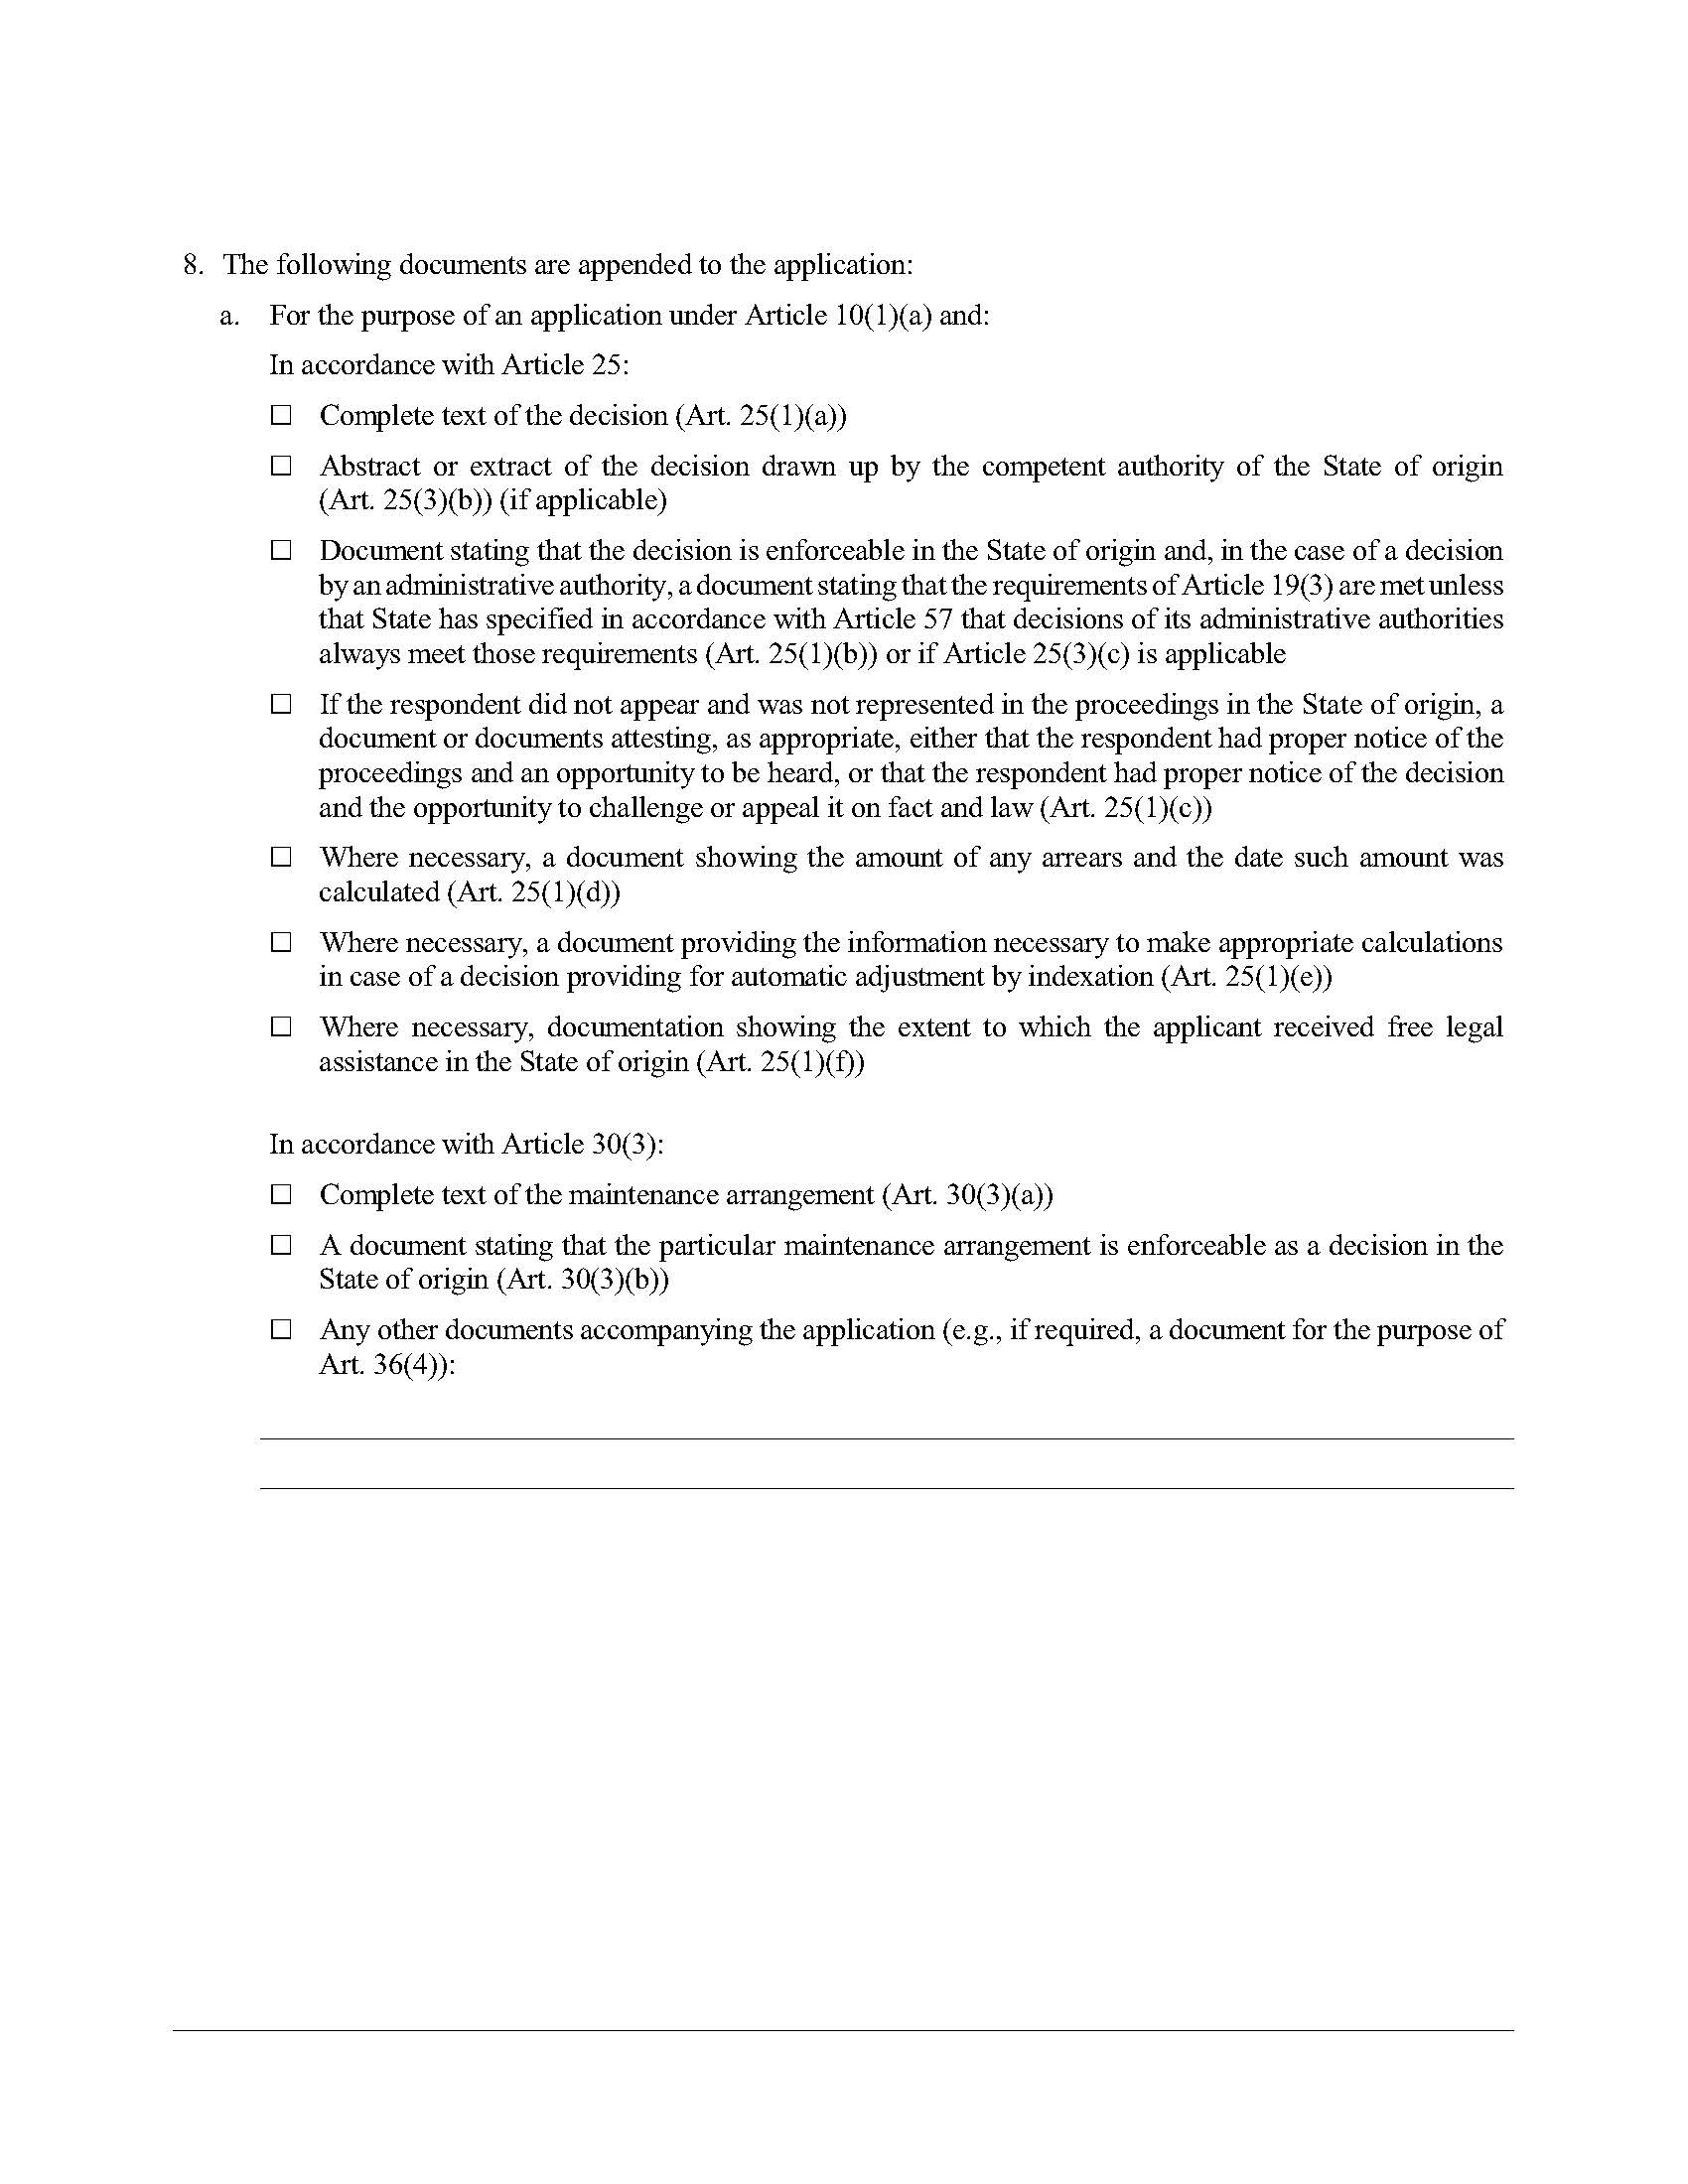 8. The following documents are appended to the application:
a. For the purpose of an application under Article 10(1)(a) and:
In accordance with Article 25:
☐ Complete text of the decision (Art. 25(1)(a))
☐ Abstract or extract of the decision drawn up by the competent authority of the State of origin
(Art. 25(3)(b)) (if applicable)
☐ Document stating that the decision is enforceable in the State of origin and, in the case of a decision
by an administrative authority, a document stating that the requirements of Article 19(3) are met unless
that State has specified in accordance with Article 57 that decisions of its administrative authorities
always meet those requirements (Art. 25(1)(b)) or if Article 25(3)(c) is applicable
☐ If the respondent did not appear and was not represented in the proceedings in the State of origin, a
document or documents attesting, as appropriate, either that the respondent had proper notice of the
proceedings and an opportunity to be heard, or that the respondent had proper notice of the decision
and the opportunity to challenge or appeal it on fact and law (Art. 25(1)(c))
☐ Where necessary, a document showing the amount of any arrears and the date such amount was
calculated (Art. 25(1)(d))
☐ Where necessary, a document providing the information necessary to make appropriate calculations
in case of a decision providing for automatic adjustment by indexation (Art. 25(1)(e))
☐ Where necessary, documentation showing the extent to which the applicant received free legal
assistance in the State of origin (Art. 25(1)(f))
In accordance with Article 30(3):
☐ Complete text of the maintenance arrangement (Art. 30(3)(a))
☐ A document stating that the particular maintenance arrangement is enforceable as a decision in the
State of origin (Art. 30(3)(b))
☐ Any other documents accompanying the application (e.g., if required, a document for the purpose of
Art. 36(4)):